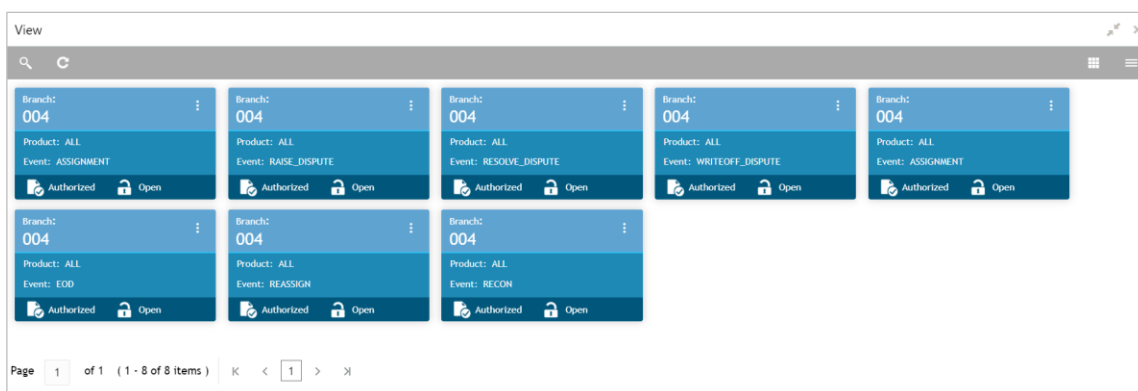 View
Branch: Branch: Branch: Branch: Branch:
004 004 004 004 004
Product: ALL Product: ALL Product: ALL Product: ALL Product: ALL
Event: ASSIGNMENT Event: RAISE_DISPUTE Event: RESOLVE_DISPUTE Event: WRITEOFF_DISPUTE Event: ASSIGNMENT
Authorized Open Authorized Open Authorized Open Authorized Open Authorized Open
Branch: Branch: Branch:
004 004 004
Product: ALL Product: ALL Product: ALL
Event: EOD Event: REASSIGN Event: RECON
Authorized Open Authorized Open Authorized Open
Page 1 of 1 ( 1 - 8 of 8 items ) 1